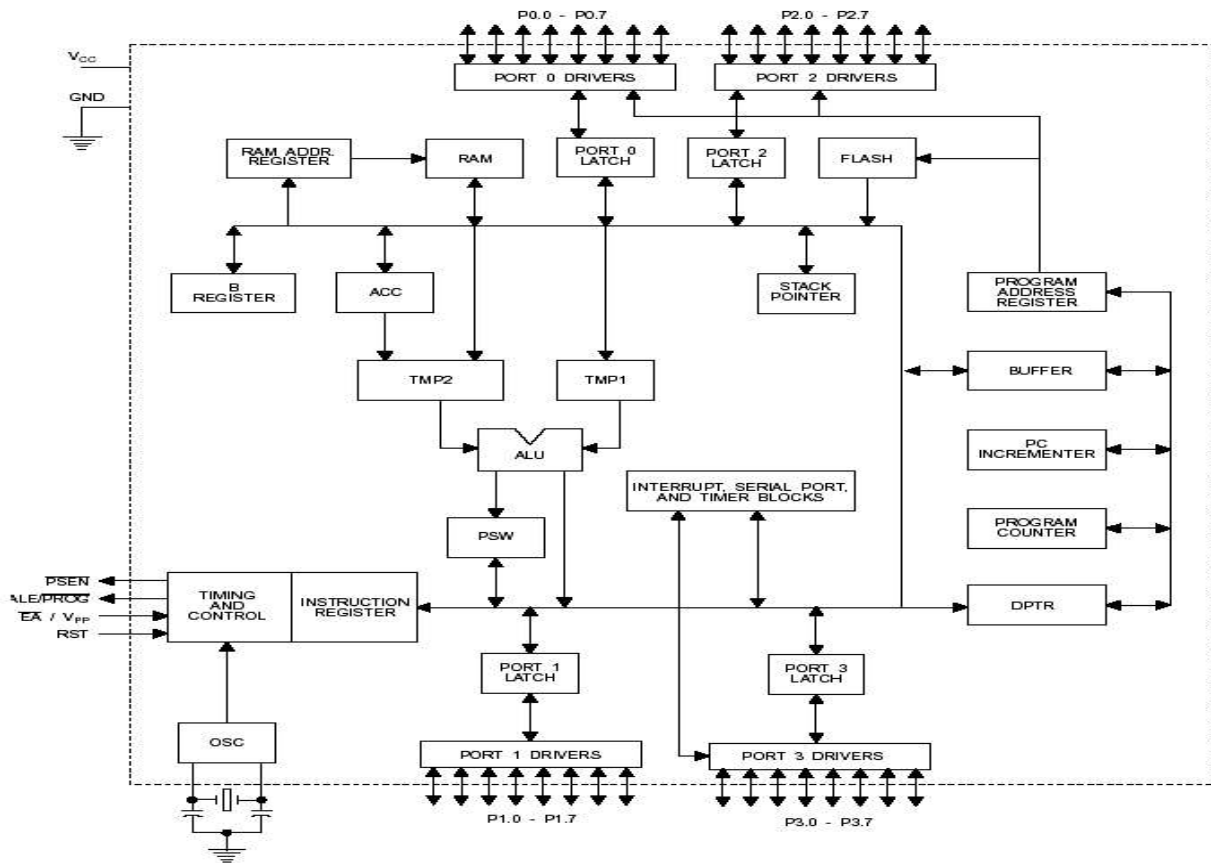 P0.0 - P0.7
P2.0 - P2.7
VCC
GND
PORT 0 DRIVERS
PORT 2 DRIVERS
RAM ADDR.
REGISTER
RAM
PORT 0
LATCH
PORT 2
LATCH
FLASH
B
REGISTER
ACC
STACK
POINTER
PROGRAM
ADDRESS
REGISTER
TMP2
TMP1
BUFFER
ALU
PC
INCREMENTER
INTERRUPT, SERIAL PORT,
AND TIMER BLOCKS
PSW
PROGRAM
COUNTER
PSEN
ALE/PROG
EA / VPP
RST
TIMING
AND
CONTROL
INSTRUCTION
REGISTER
DPTR
PORT 1
LATCH
PORT 3
LATCH
OSC
PORT 1 DRIVERS
PORT 3 DRIVERS
P1.0 - P1.7
P3.0 - P3.7